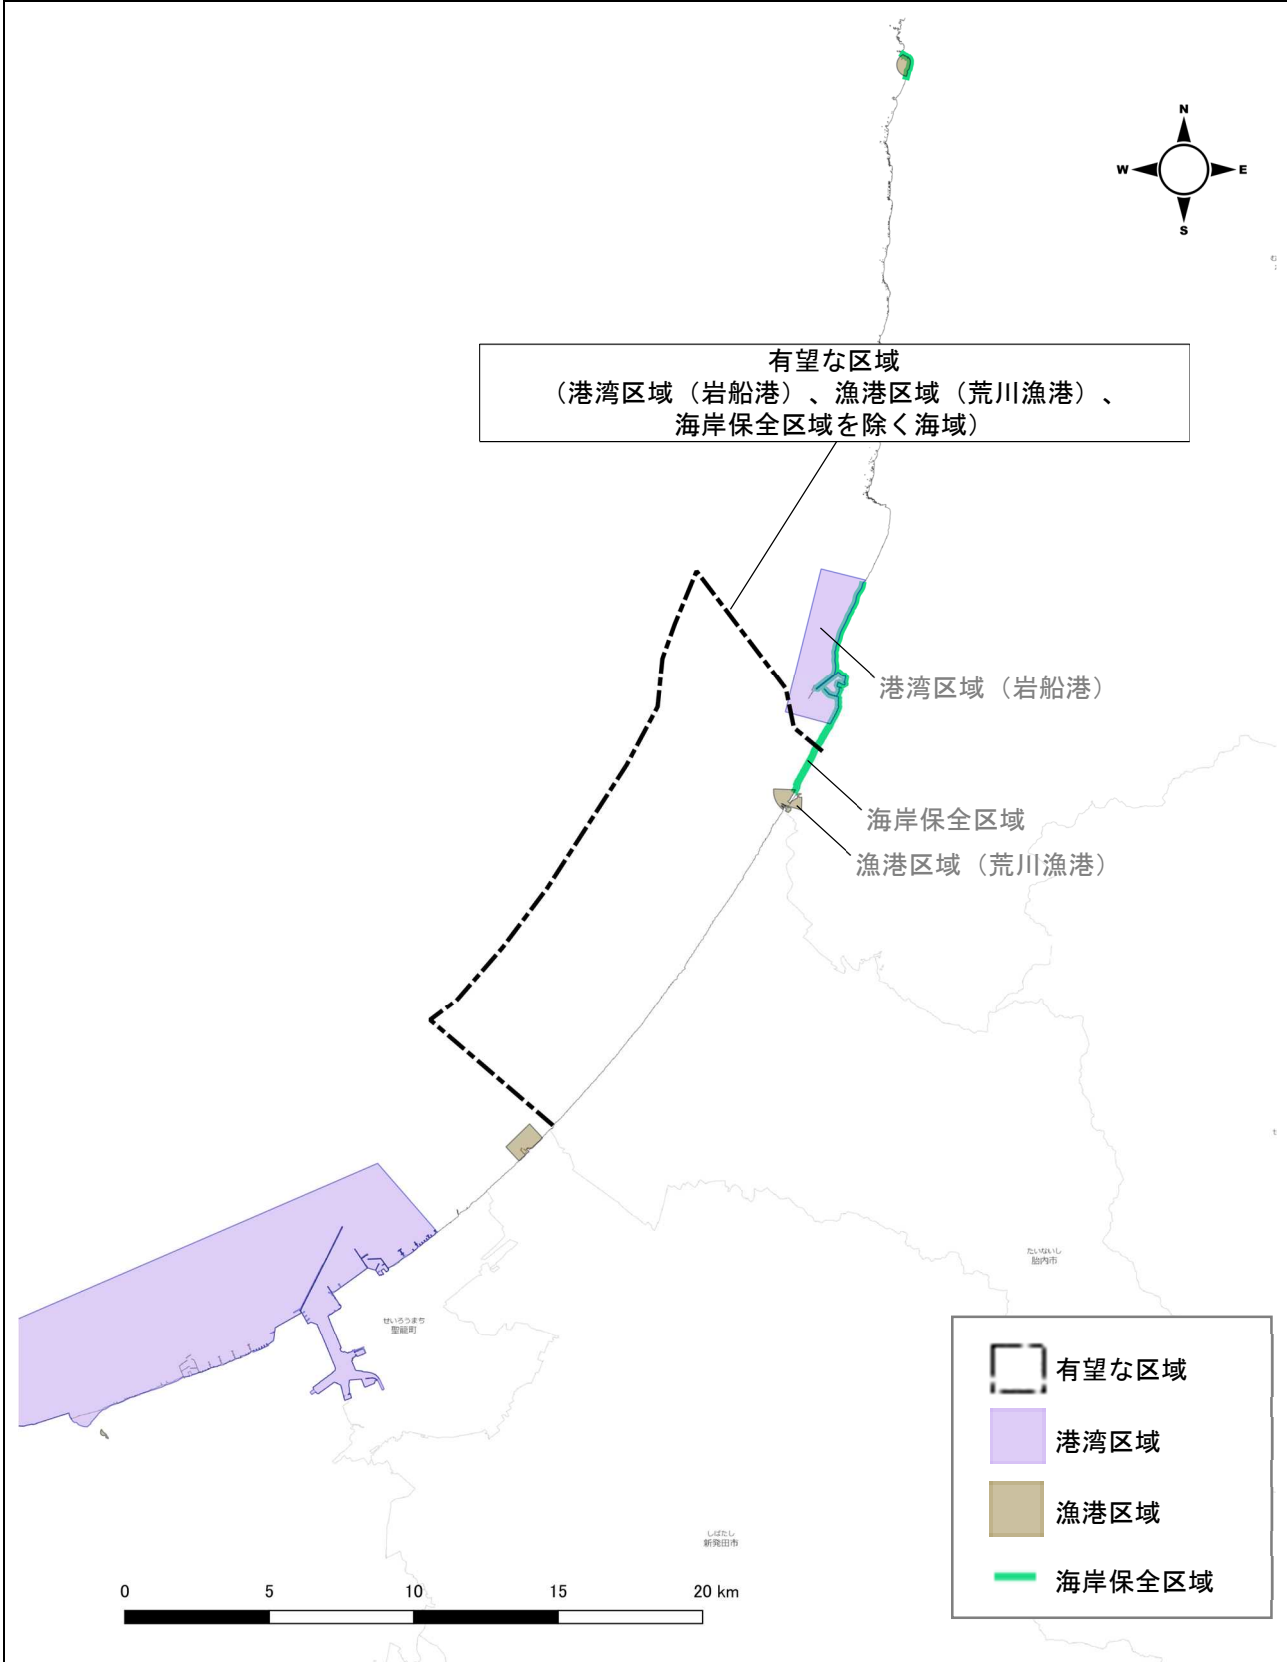 N
W
E
S
有望な区域
（港湾区域（岩船港）、漁港区域（荒川漁港）、
海岸保全区域を除く海域）
港湾区域（岩船港）
海岸保全区域
漁港区域（荒川漁港）
たいないし
胎内市
せいろうまち
聖籠町
しばたし
新発田市
有望な区域
港湾区域
漁港区域
海岸保全区域
0 5 10 15 20 km